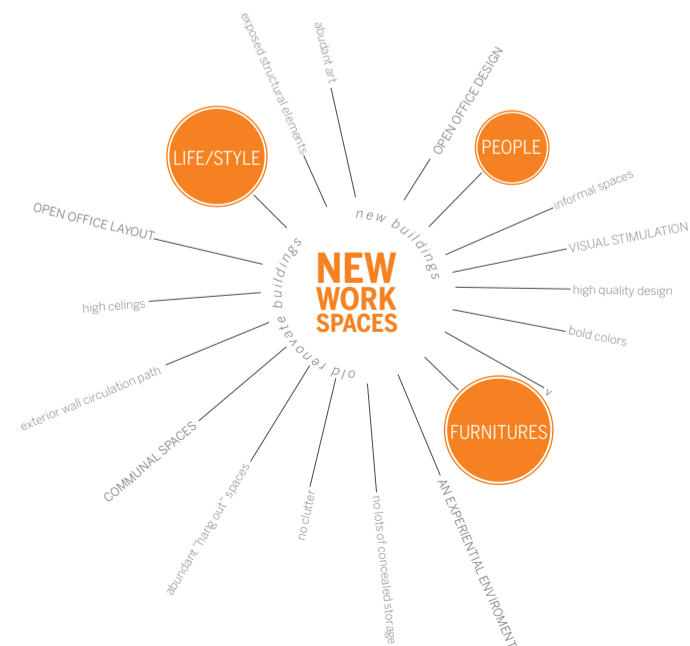 exposed structural elements
abudant art
OPEN OFFICE DESIGN
LIFE/STYLE
PEOPLE
informal spaces
OPEN OFFICE LAYOUT
new buildings
VISUAL STIMULATION
NEW
WORK
SPACES
high quality design
high celings
old renovate buildings
bold colors
exterior wall circulation path
v
FURNITURES
COMMUNAL SPACES
abundant "hang out" spaces
no clutter
no lots of concealed storage
AN EXPERIENTIAL ENVIROMENT